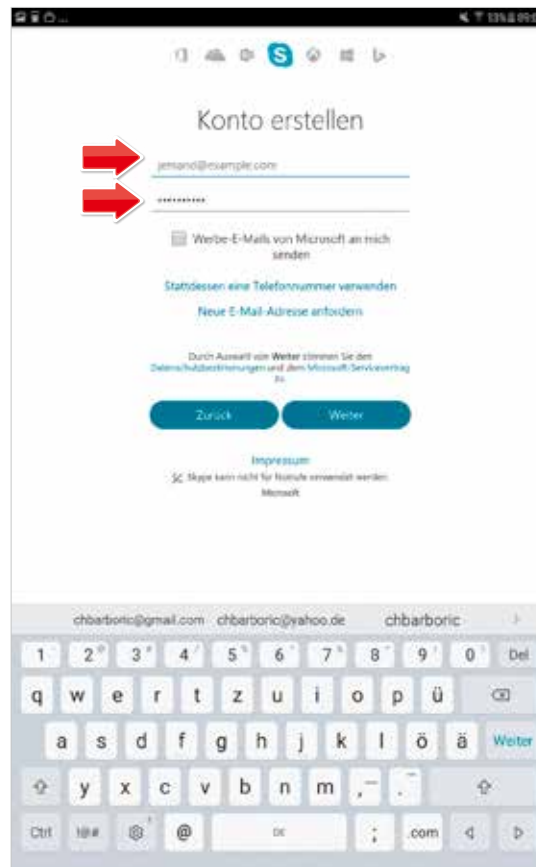 Konto erstellen
jemand@example.com
••••••••••
Werbe-E-Mails von Microsoft an mich
senden
Stattdessen eine Telefonnummer verwenden
Neue E-Mail-Adresse anfordern
Durch Auswahl von Weiter stimmen Sie den
Datenschutzbestimmungen und dem Microsoft-Servicevertrag
zu.
Zurück Weiter
Impressum
Skype kann nicht für Notrufe verwendet werden
Microsoft
chbarboric@gmail.com chbarboric@yahoo.de chbarboric
1 2 3 4 5 6 7 8 9 0 Del
q w e r t z u i o p ü
a s d f g h j k l ö ä Weiter
y x c v b n m , .
Ctrl !@# @ DE ; .com